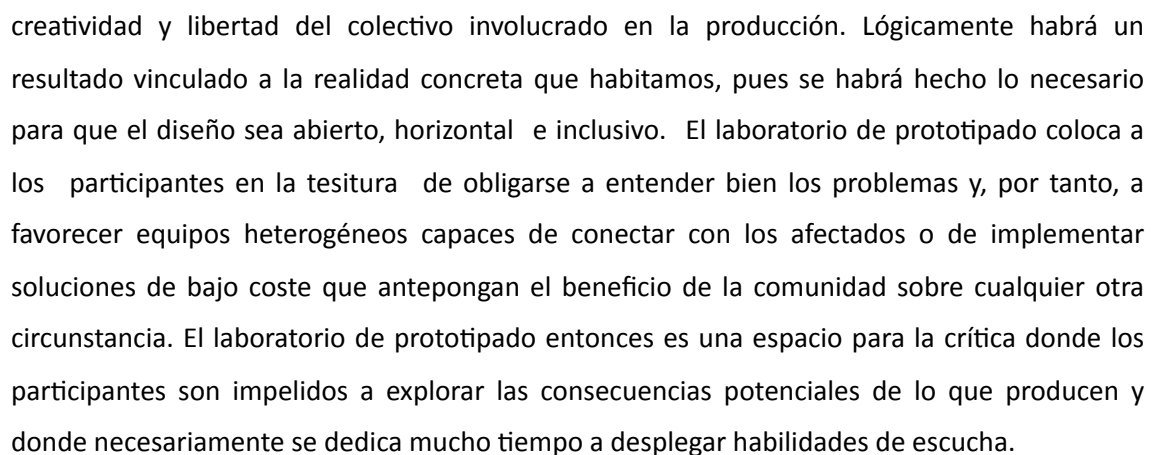 creatividad y libertad del colectivo involucrado en la producción. Lógicamente habrá un
resultado vinculado a la realidad concreta que habitamos, pues se habrá hecho lo necesario
para que el diseño sea abierto, horizontal e inclusivo. El laboratorio de prototipado coloca a
los participantes en la tesitura de obligarse a entender bien los problemas y, por tanto, a
favorecer equipos heterogéneos capaces de conectar con los afectados o de implementar
soluciones de bajo coste que antepongan el beneficio de la comunidad sobre cualquier otra
circunstancia. El laboratorio de prototipado entonces es una espacio para la crítica donde los
participantes son impelidos a explorar las consecuencias potenciales de lo que producen y
donde necesariamente se dedica mucho tiempo a desplegar habilidades de escucha.